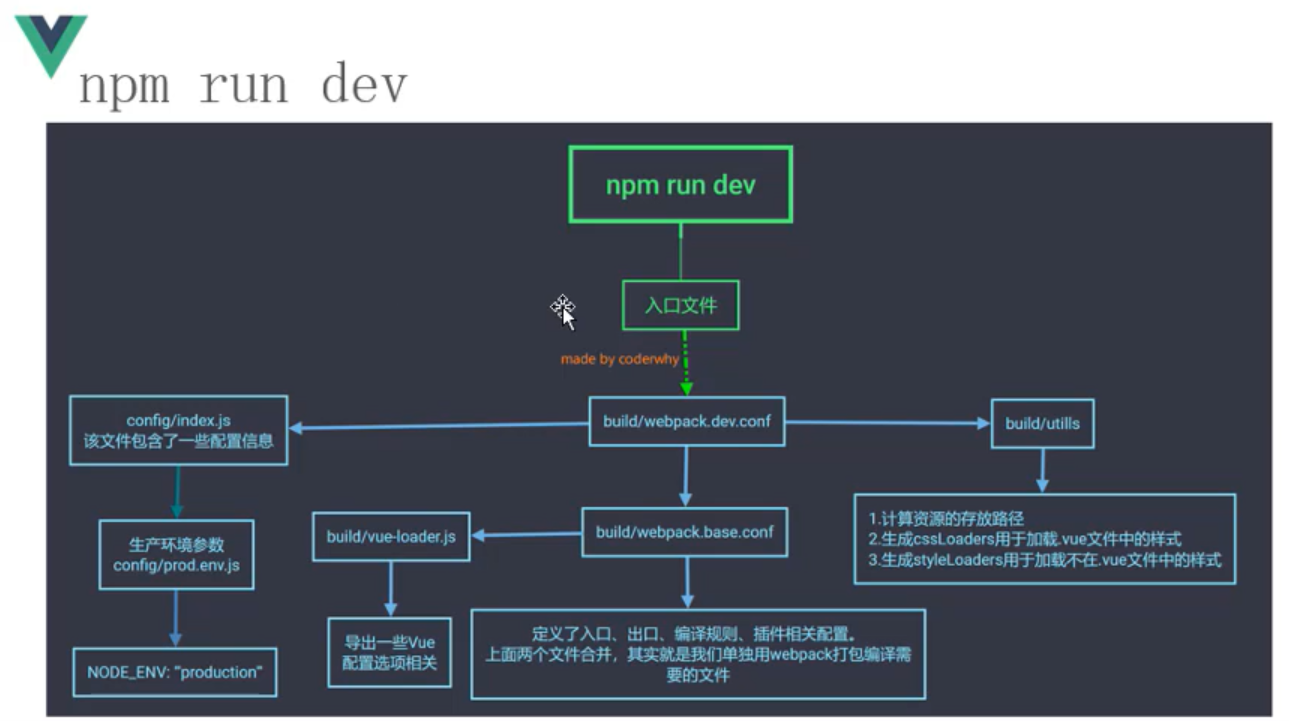 npm run dev
npm run dev
入口文件
made by coderwhy
config/index.js
该文件包含了一些配置信息
build/webpack.dev.conf
build/utills
生产环境参数
config/prod.env.js
build/vue-loader.js
build/webpack.base.conf
1.计算资源的存放路径
2.生成cssLoaders用于加载.vue文件中的样式
3.生成styleLoaders用于加载不在.vue文件中的样式
NODE_ENV: "production"
导出一些Vue
配置选项相关
定义了入口、出口、编译规则、插件相关配置。
上面两个文件合并，其实就是我们单独用webpack打包编译需
要的文件